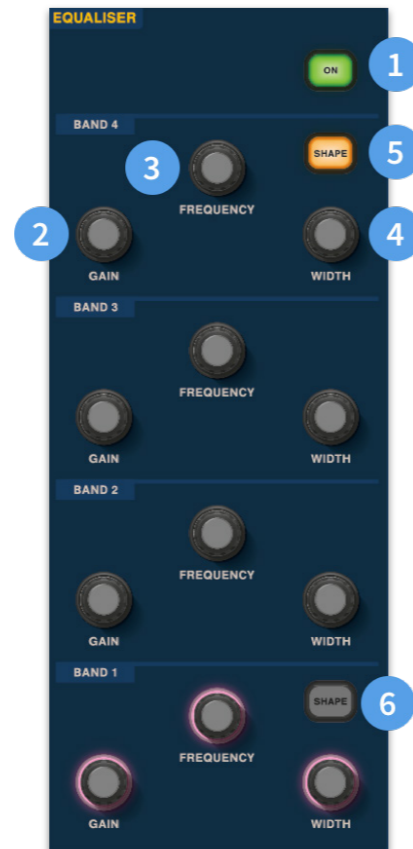 EQUALISER
ON
1
BAND 4
SHAPE
5
3
FREQUENCY
2
4
GAIN
WIDTH
BAND 3
FREQUENCY
GAIN
WIDTH
BAND 2
FREQUENCY
GAIN
WIDTH
BAND 1
SHAPE
6
FREQUENCY
GAIN
WIDTH